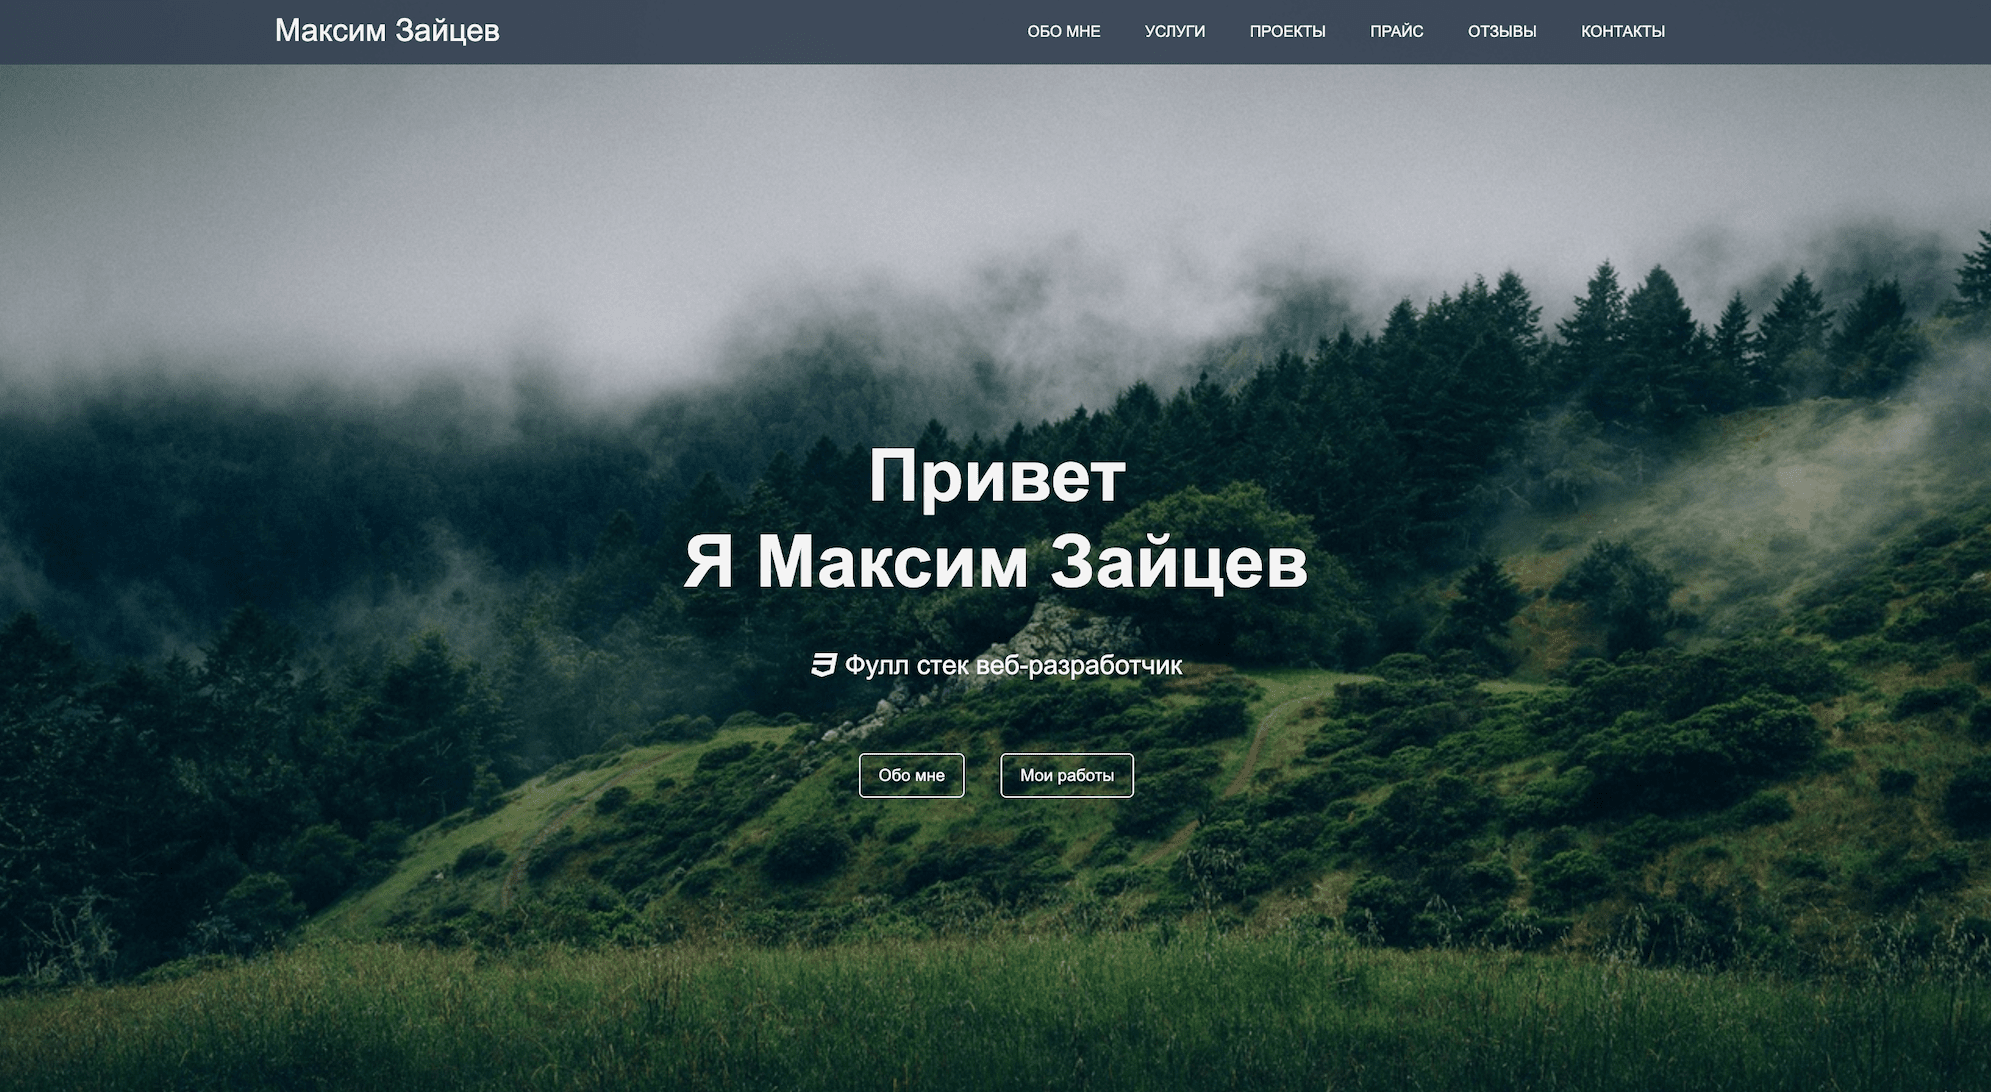 Максим Зайцев
ОБО МНЕ УСЛУГИ ПРОЕКТЫ ПРАЙС ОТЗЫВЫ КОНТАКТЫ
Привет
Я Максим Зайцев
Фулл стек веб-разработчик
Обо мне
Мои работы